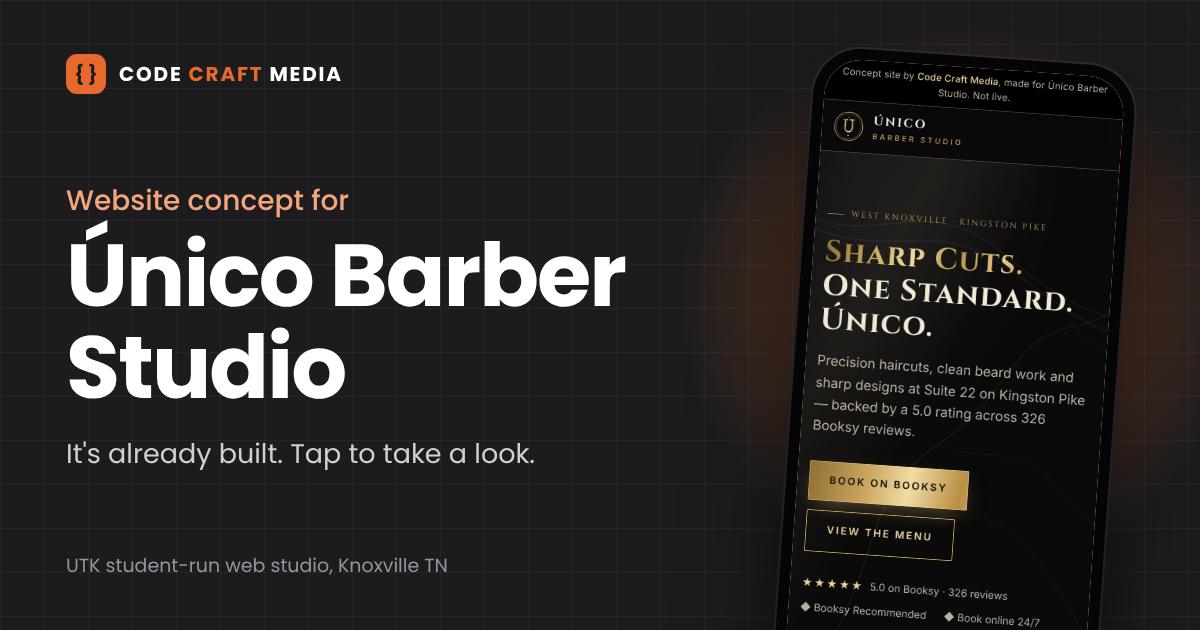 { } CODE CRAFT MEDIA
Website concept for
Único Barber
Studio
It's already built. Tap to take a look.
UTK student-run web studio, Knoxville TN
Concept site by Code Craft Media, made for Único Barber
Studio. Not live.
Ú
ÚNICO
BARBER STUDIO
WEST KNOXVILLE · KINGSTON PIKE
SHARP CUTS.
ONE STANDARD.
ÚNICO.
Precision haircuts, clean beard work and
sharp designs at Suite 22 on Kingston Pike
— backed by a 5.0 rating across 326
Booksy reviews.
BOOK ON BOOKSY
VIEW THE MENU
★★★★★ 5.0 on Booksy · 326 reviews
◆ Booksy Recommended ◆ Book online 24/7